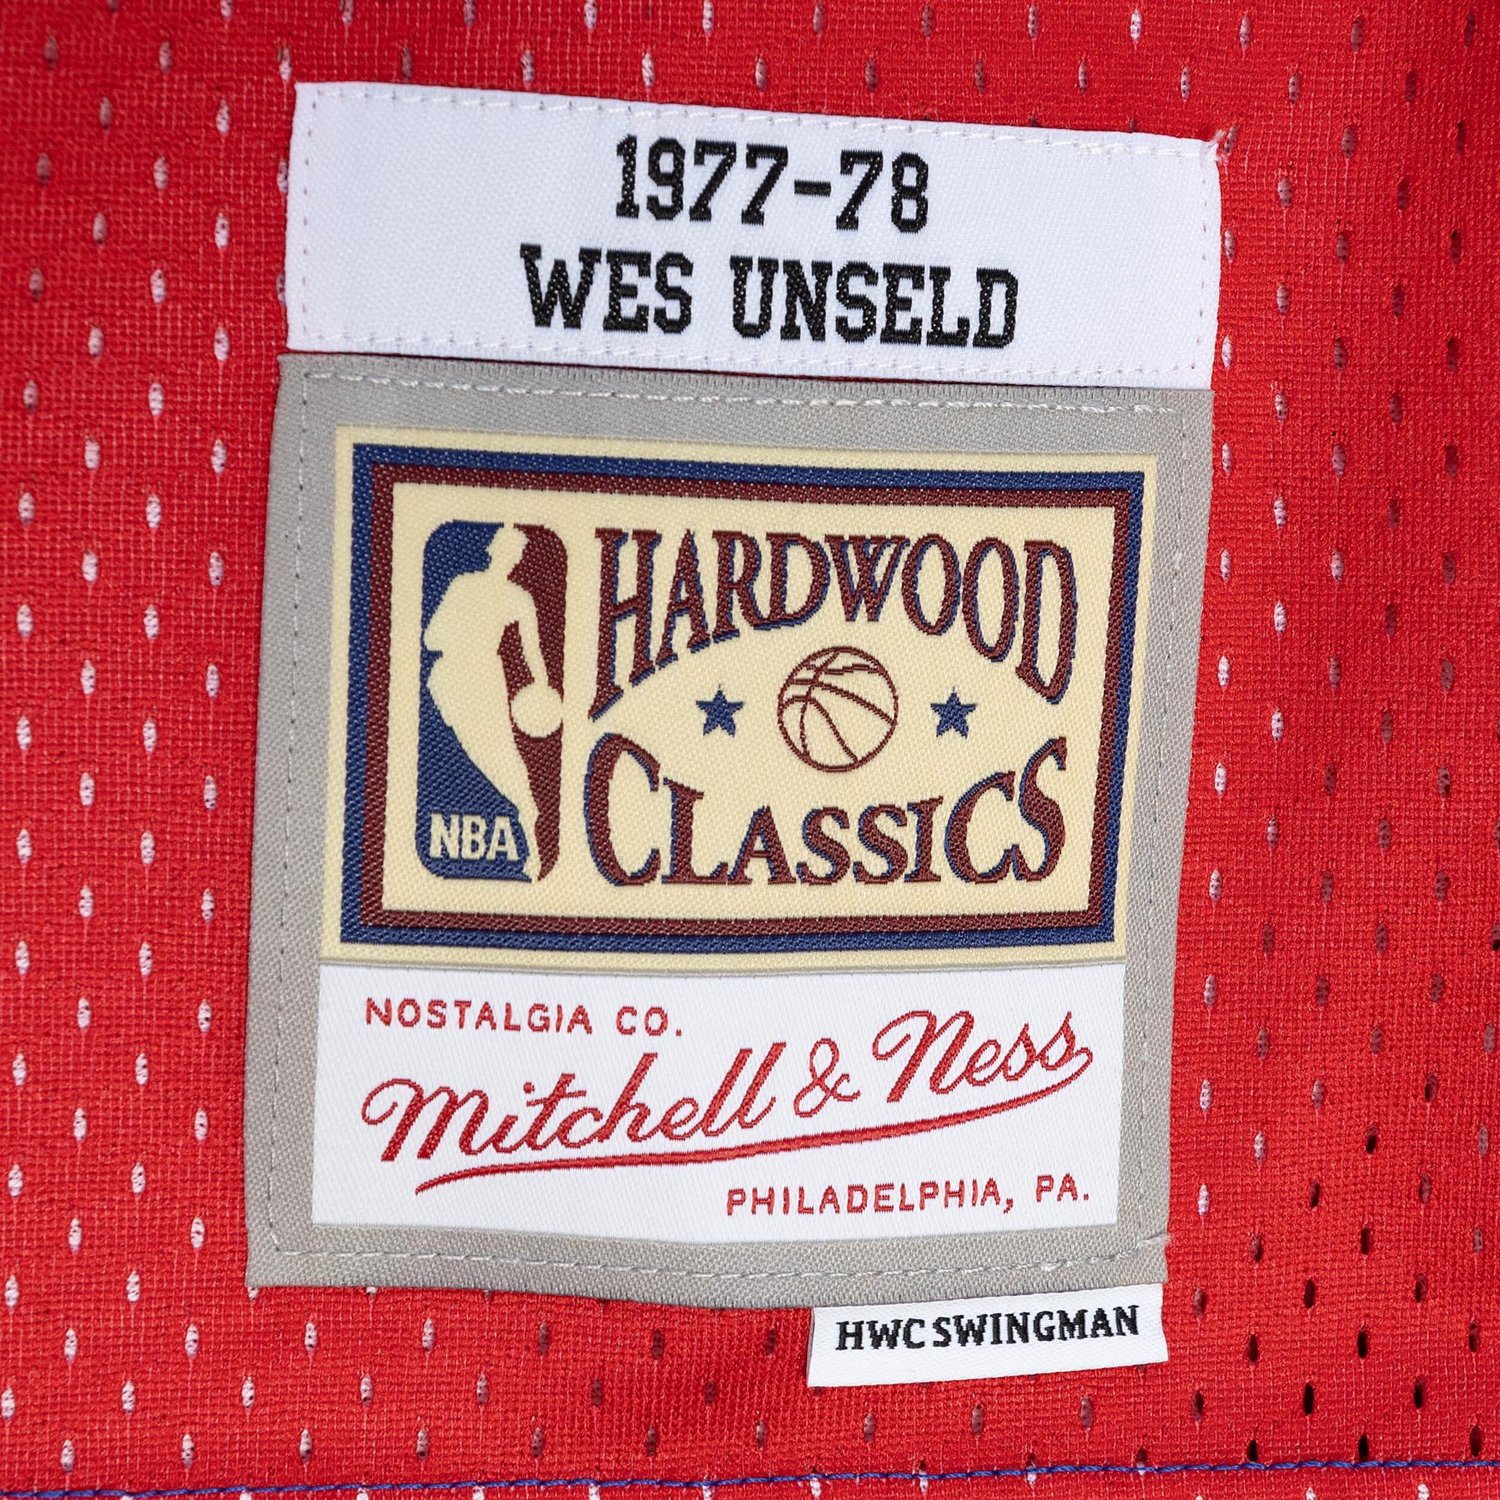 1977-78
WES UNSELD
HARDWOOD
CLASSICS
NBA
NOSTALGIA CO.
Mitchell & Ness
PHILADELPHIA, PA.
HWC SWINGMAN